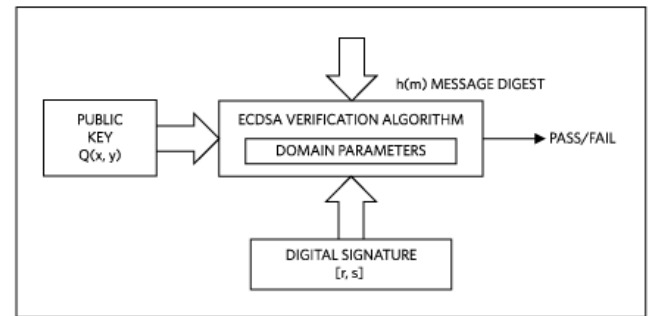 h(m) MESSAGE DIGEST
PUBLIC
KEY
Q(x, y)
ECDSA VERIFICATION ALGORITHM
DOMAIN PARAMETERS
PASS/FAIL
DIGITAL SIGNATURE
[r, s]